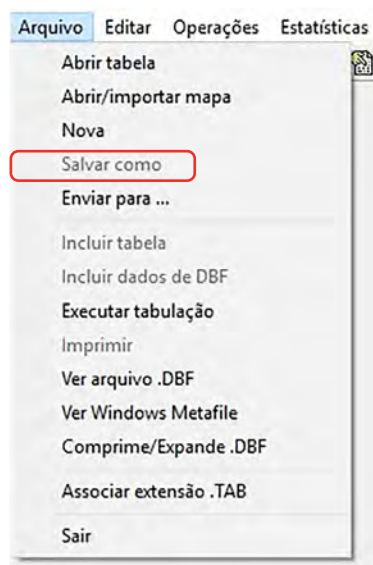 Arquivo Editar Operações Estatísticas
Abrir tabela
Abrir/importar mapa
Nova
Salvar como
Enviar para ...
Incluir tabela
Incluir dados de DBF
Executar tabulação
Imprimir
Ver arquivo .DBF
Ver Windows Metafile
Comprime/Expande .DBF
Associar extensão .TAB
Sair